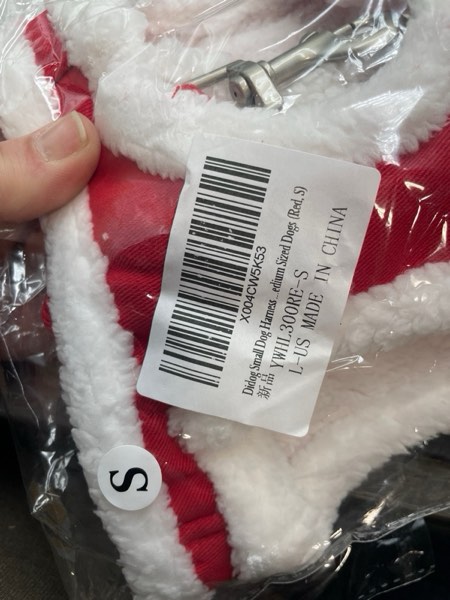 X004CW5K53
Didog Small Dog Harness... edium Sized Dogs (Red, S)
新品 YWHL300RE-S
L-US MADE IN CHINA
S